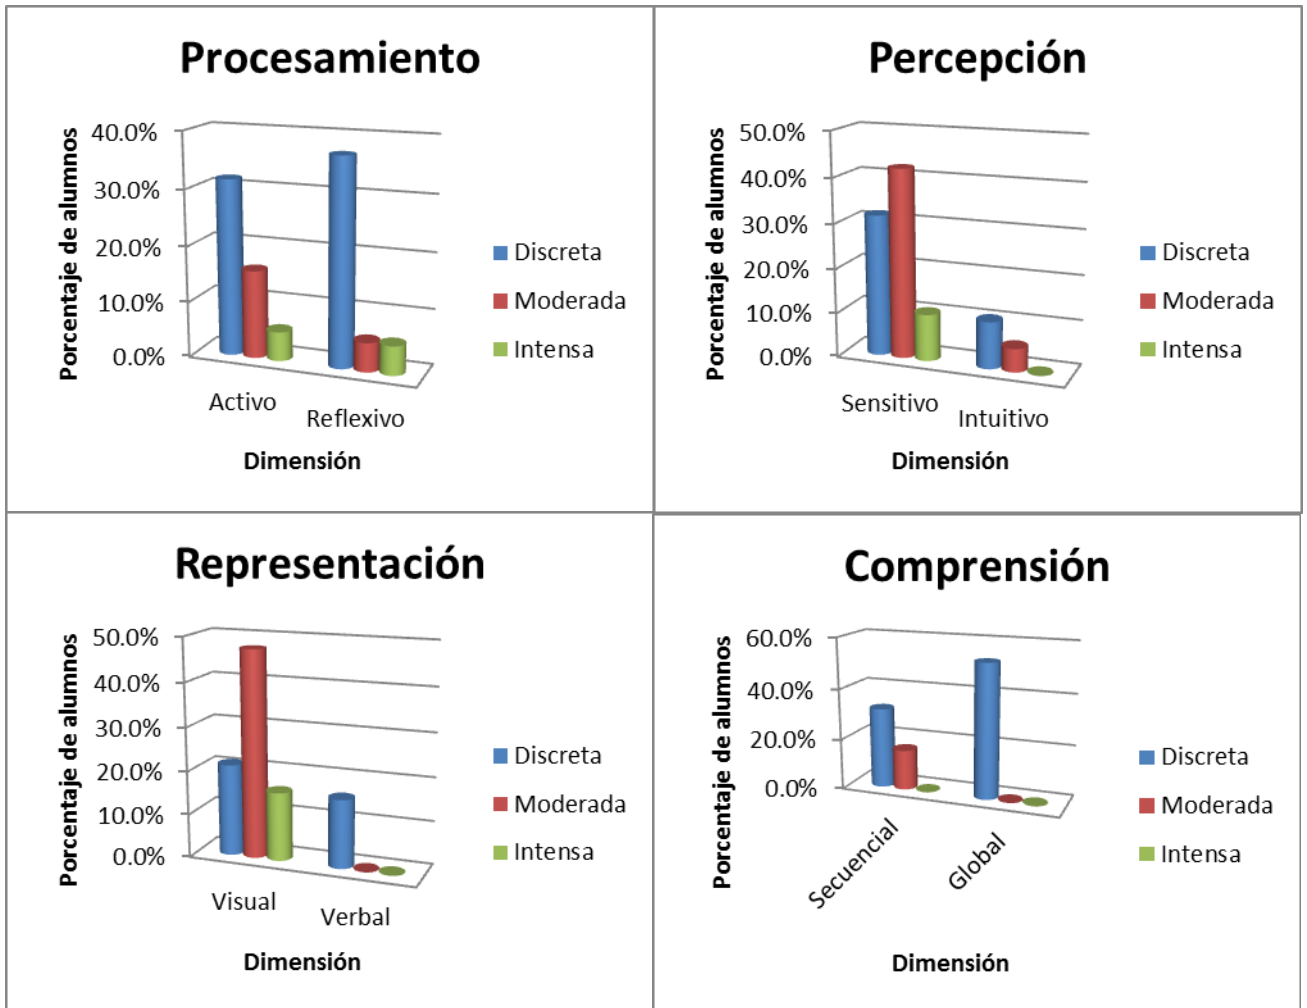 Procesamiento
Porcentaje de alumnos
40.0%
30.0%
20.0%
10.0%
0.0%
Activo
Reflexivo
Dimensión
Discreta
Moderada
Intensa
Percepción
Porcentaje de alumnos
50.0%
40.0%
30.0%
20.0%
10.0%
0.0%
Sensitivo
Intuitivo
Dimensión
Discreta
Moderada
Intensa
Representación
Porcentaje de alumnos
50.0%
40.0%
30.0%
20.0%
10.0%
0.0%
Visual
Verbal
Dimensión
Discreta
Moderada
Intensa
Comprensión
Porcentaje de alumnos
60.0%
40.0%
20.0%
0.0%
Secuencial
Global
Dimensión
Discreta
Moderada
Intensa